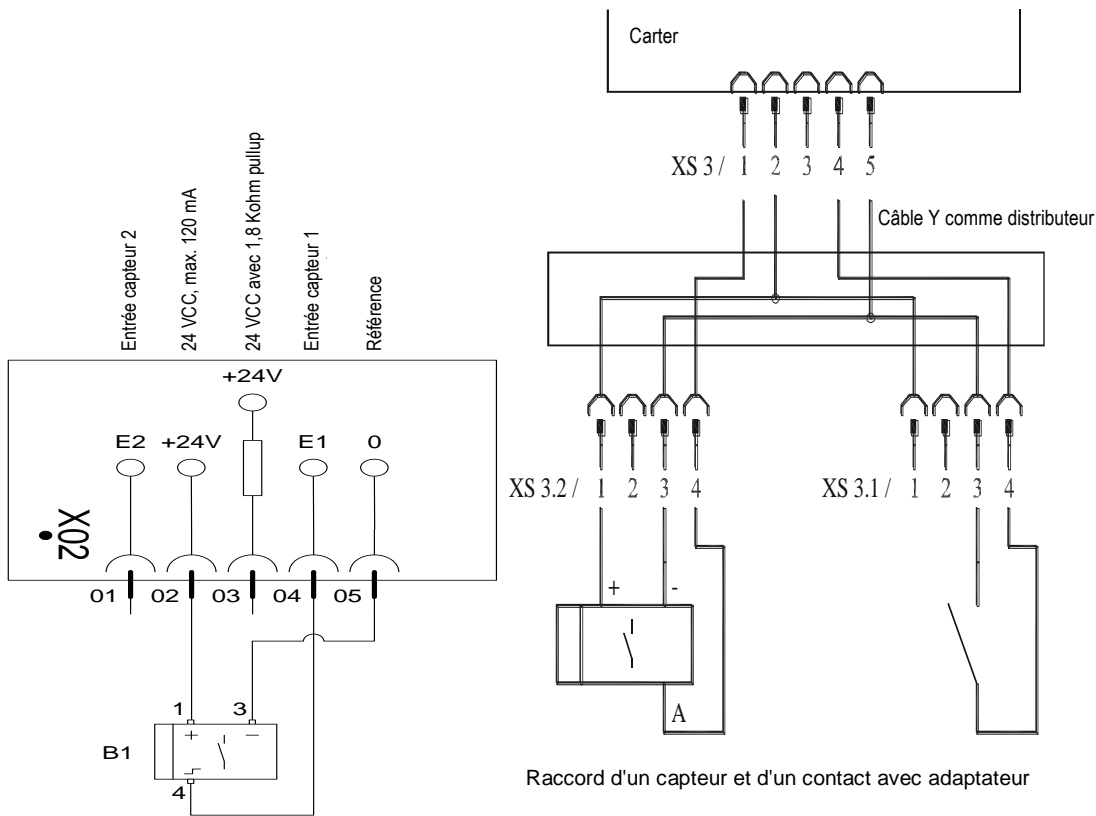 Entrée capteur 2
24 VCC, max. 120 mA
24 VCC avec 1,8 Kohm pullup
Entrée capteur 1
Référence
+24V
E2 +24V E1 0
X02
01 02 03 04 05
1 3
+ -
B1
4
Carter
XS 3 / 1 2 3 4 5
Câble Y comme distributeur
XS 3.2 / 1 2 3 4
XS 3.1 / 1 2 3 4
+ -
A
Raccord d'un capteur et d'un contact avec adaptateur